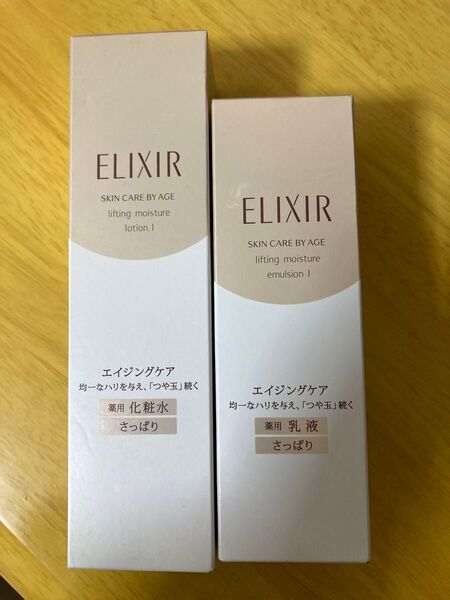 ELIXIR
SKIN CARE BY AGE
lifting moisture
lotion I
エイジングケア
均一なハリを与え、「つや玉」続く
薬用 化粧水
さっぱり
ELIXIR
SKIN CARE BY AGE
lifting moisture
emulsion I
エイジングケア
均一なハリを与え、「つや玉」続く
薬用 乳液
さっぱり